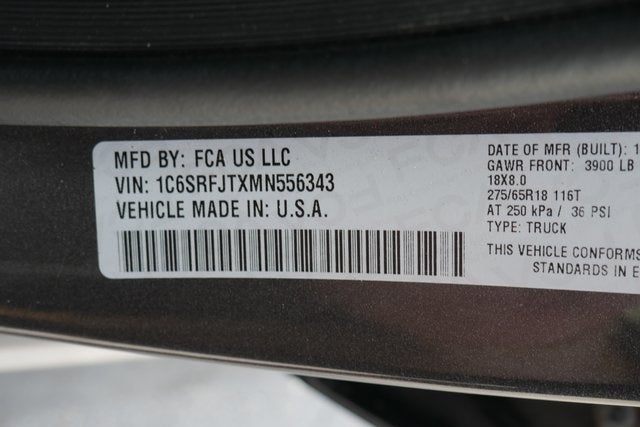 MFD BY: FCA US LLC
VIN: 1C6SRFJTXMN556343
VEHICLE MADE IN: U.S.A.
DATE OF MFR (BUILT): 1
GAWR FRONT: 3900 LB
18X8.0
275/65R18 116T
AT 250 kPa / 36 PSI
TYPE: TRUCK
THIS VEHICLE CONFORMS
STANDARDS IN E